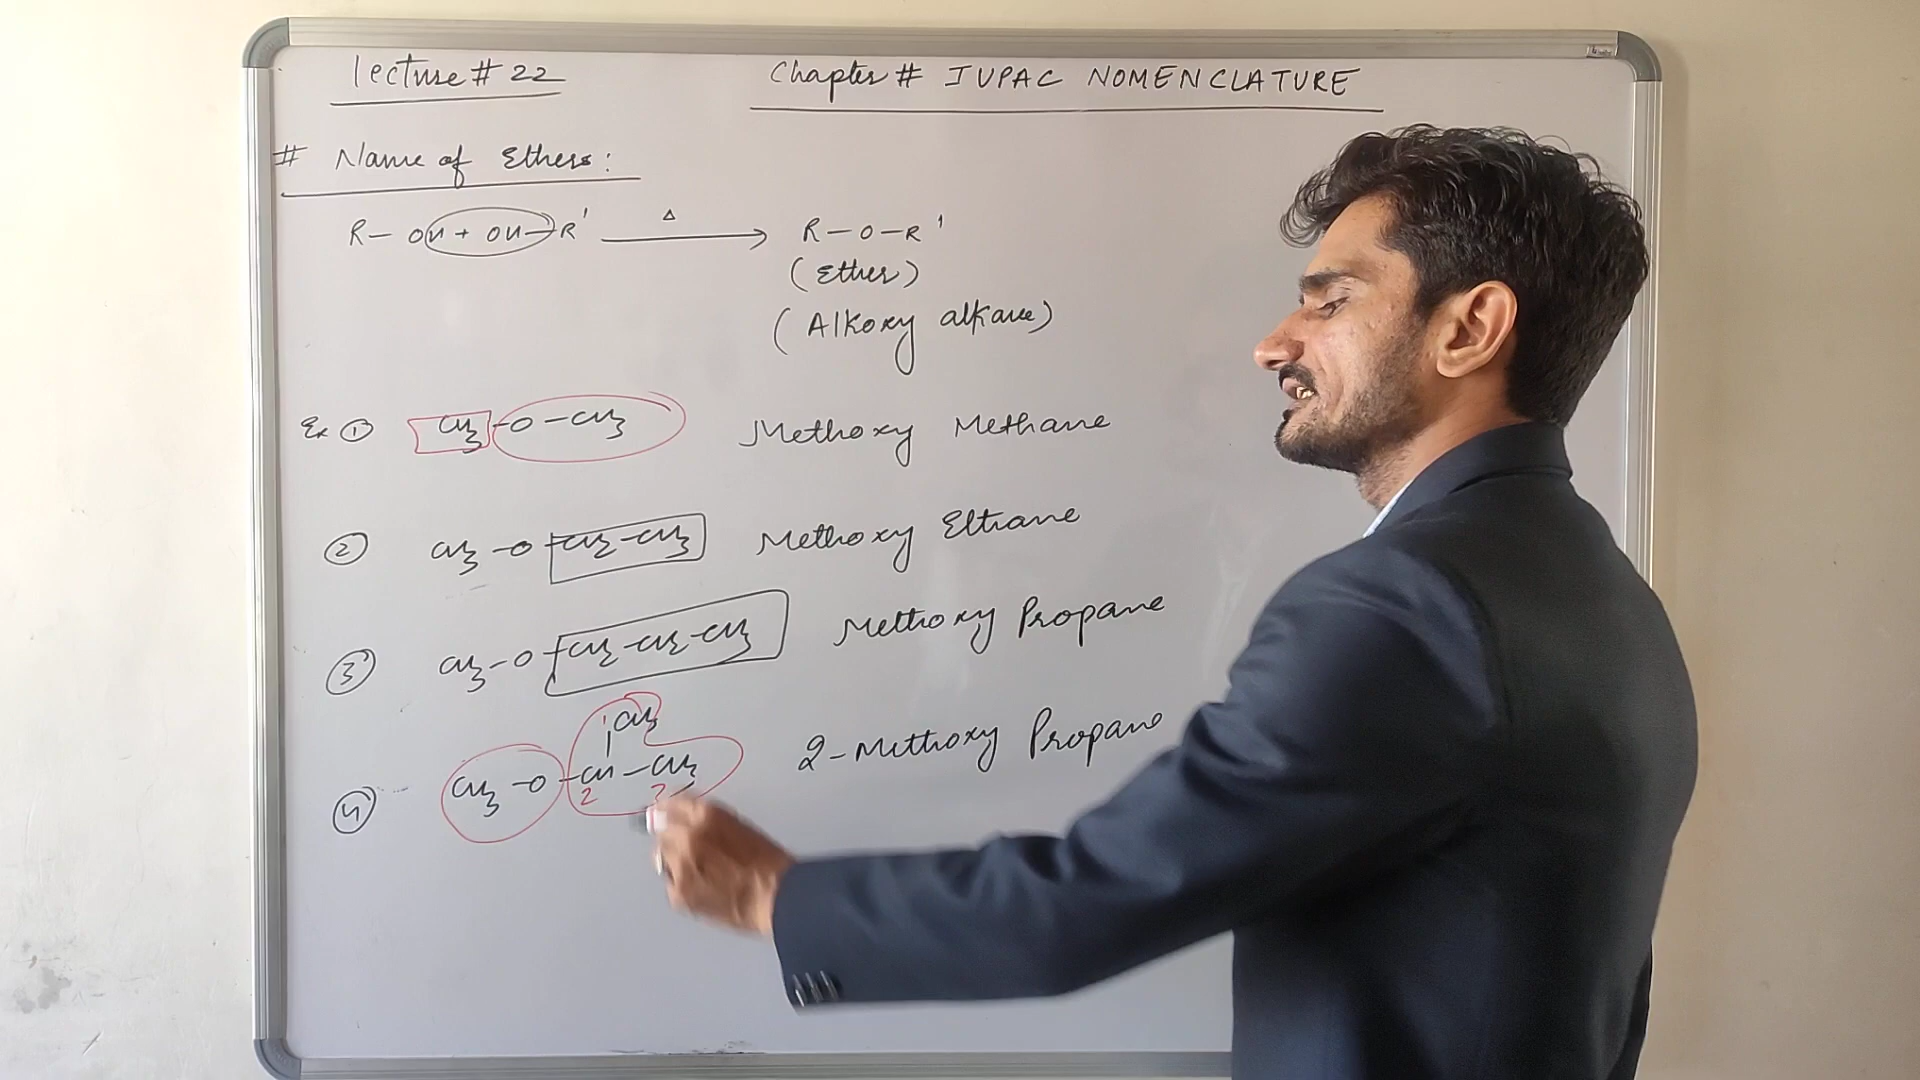 Lecture # 22
Chapter # IUPAC NOMENCLATURE
# Name of Ethers:
R – OH + OH – R' Δ → R – O – R'
(Ether)
(Alkoxy alkane)
Ex ① CH3 – O – CH3 Methoxy Methane
② CH3 – O – CH2 – CH3 Methoxy Ethane
③ CH3 – O – CH2 – CH2 – CH3 Methoxy Propane
1 CH3
④ CH3 – O – CH – CH3 2-Methoxy Propane
2 3